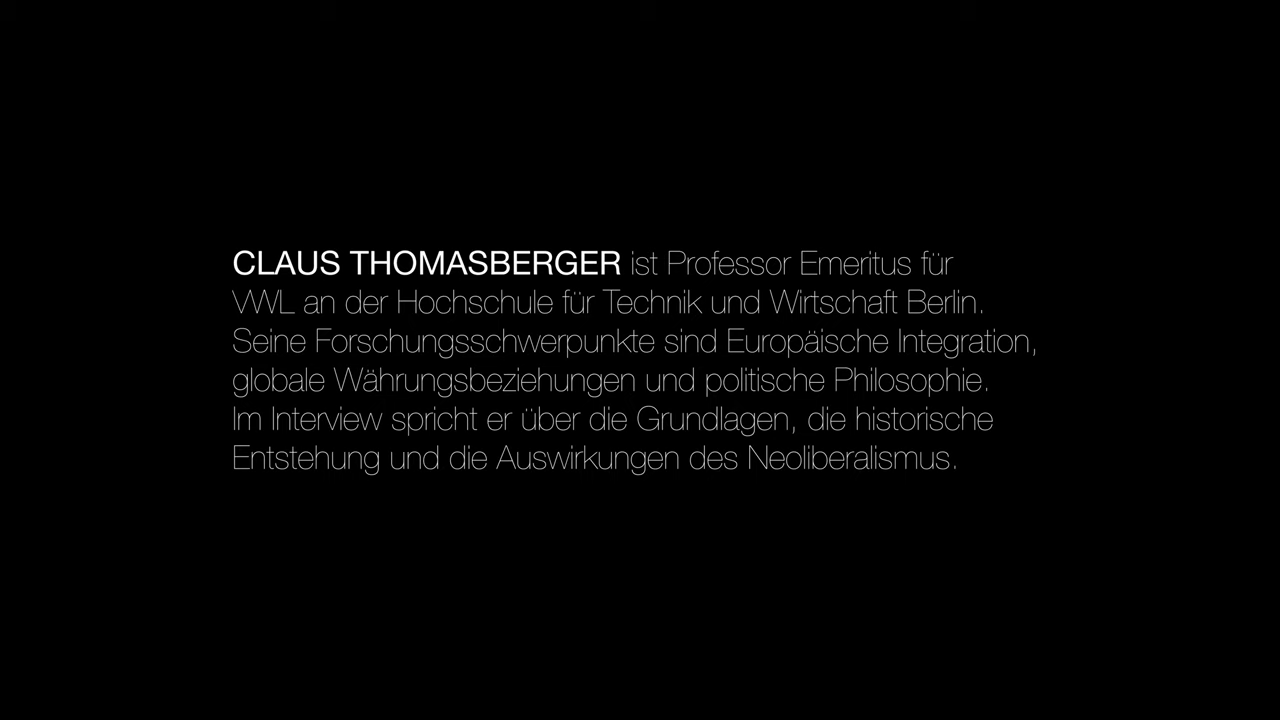 CLAUS THOMASBERGER ist Professor Emeritus für
VWL an der Hochschule für Technik und Wirtschaft Berlin.
Seine Forschungsschwerpunkte sind Europäische Integration,
globale Währungsbeziehungen und politische Philosophie.
Im Interview spricht er über die Grundlagen, die historische
Entstehung und die Auswirkungen des Neoliberalismus.